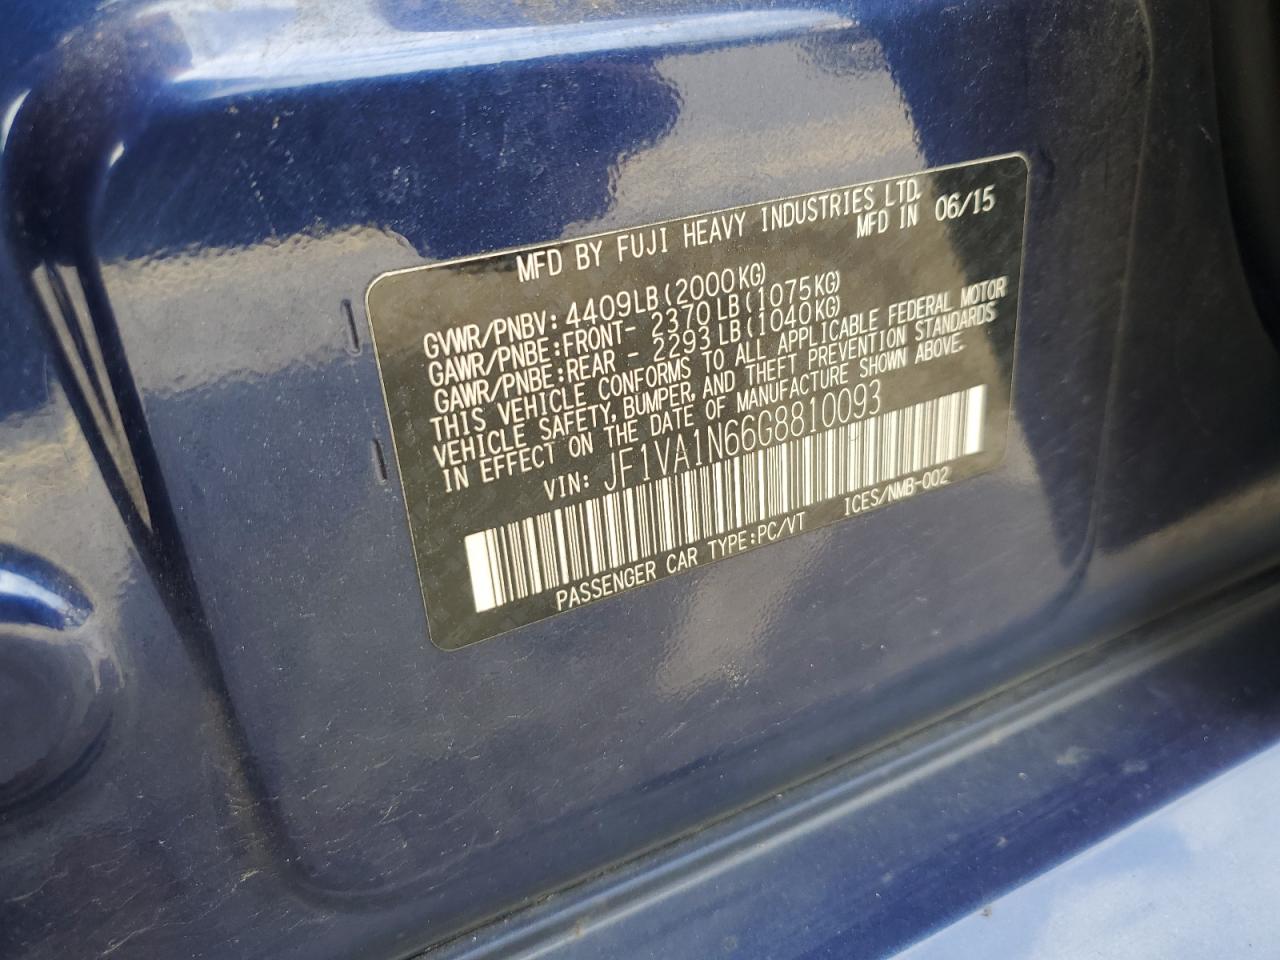 MFD BY FUJI HEAVY INDUSTRIES LTD.
MFD IN 06/15
GVWR/PNBV: 4409LB(2000KG)
GAWR/PNBE:FRONT- 2370LB(1075KG)
GAWR/PNBE:REAR - 2293LB(1040KG)
THIS VEHICLE CONFORMS TO ALL APPLICABLE FEDERAL MOTOR
VEHICLE SAFETY, BUMPER, AND THEFT PREVENTION STANDARDS
IN EFFECT ON THE DATE OF MANUFACTURE SHOWN ABOVE.
VIN: JF1VA1N66G8810093
PASSENGER CAR TYPE:PC/VT ICES/NMB-002